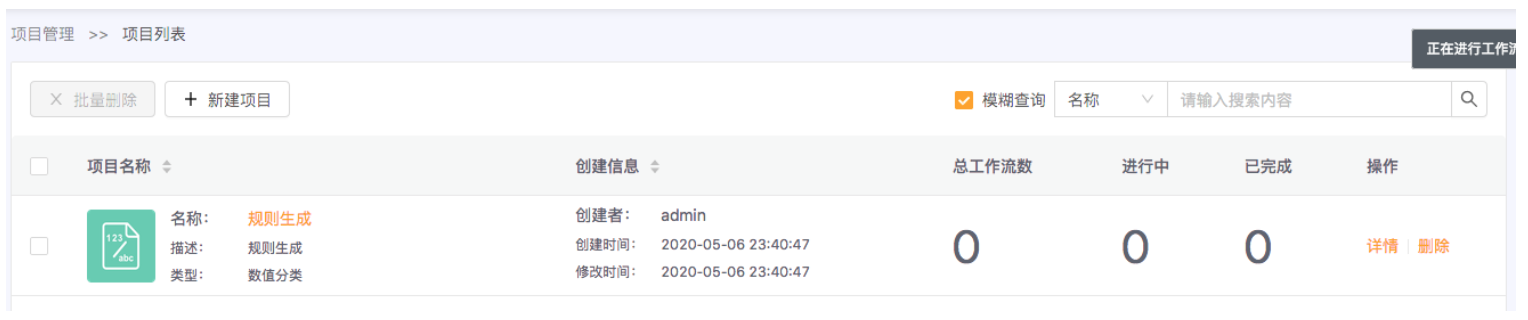 项目管理 >> 项目列表
正在进行工作流
批量删除 新建项目 模糊查询 名称 请输入搜索内容
项目名称 创建信息 总工作流数 进行中 已完成 操作
名称： 规则生成 创建者： admin
123 abc 描述： 规则生成 创建时间： 2020-05-06 23:40:47 0 0 0 详情 删除
类型： 数值分类 修改时间： 2020-05-06 23:40:47